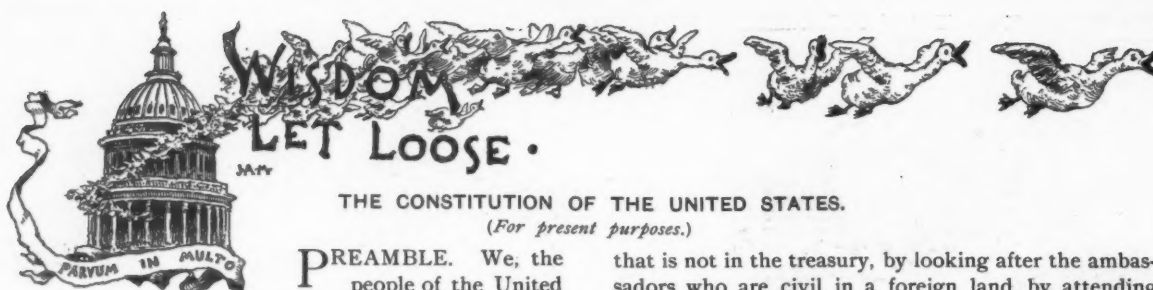 WISDOM
LET LOOSE.
J.A.M.
THE CONSTITUTION OF THE UNITED STATES.
(For present purposes.)
PARVUM IN MULTO
PREAMBLE. We, the
people of the United
that is not in the treasury, by looking after the ambas-
sadors who are civil in a foreign land, by attending